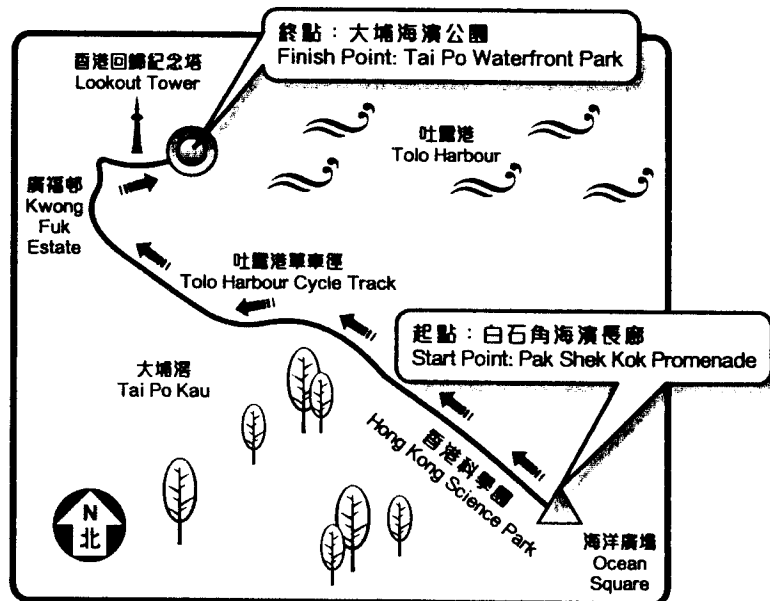 終點：大埔海濱公園
Finish Point: Tai Po Waterfront Park
香港回歸紀念塔
Lookout Tower
吐露港
Tolo Harbour
廣福邨
Kwong
Fuk
Estate
吐露港單車徑
Tolo Harbour Cycle Track
起點：白石角海濱長廊
Start Point: Pak Shek Kok Promenade
大埔滘
Tai Po Kau
香港科學園
Hong Kong Science Park
N
北
海洋廣場
Ocean
Square